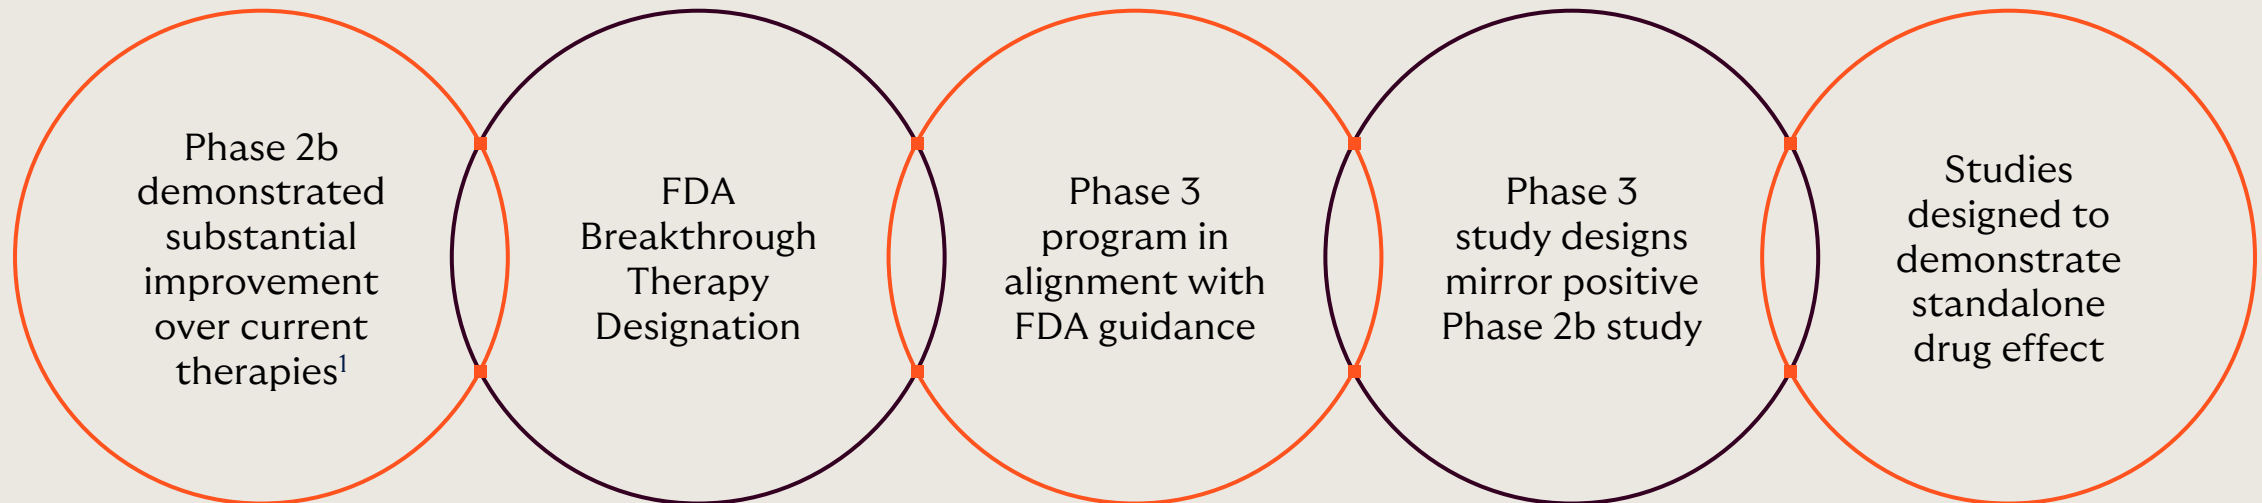 Phase 2b
demonstrated
substantial
improvement
over current
therapies¹
FDA
Breakthrough
Therapy
Designation
Phase 3
program in
alignment with
FDA guidance
Phase 3
study designs
mirror positive
Phase 2b study
Studies
designed to
demonstrate
standalone
drug effect